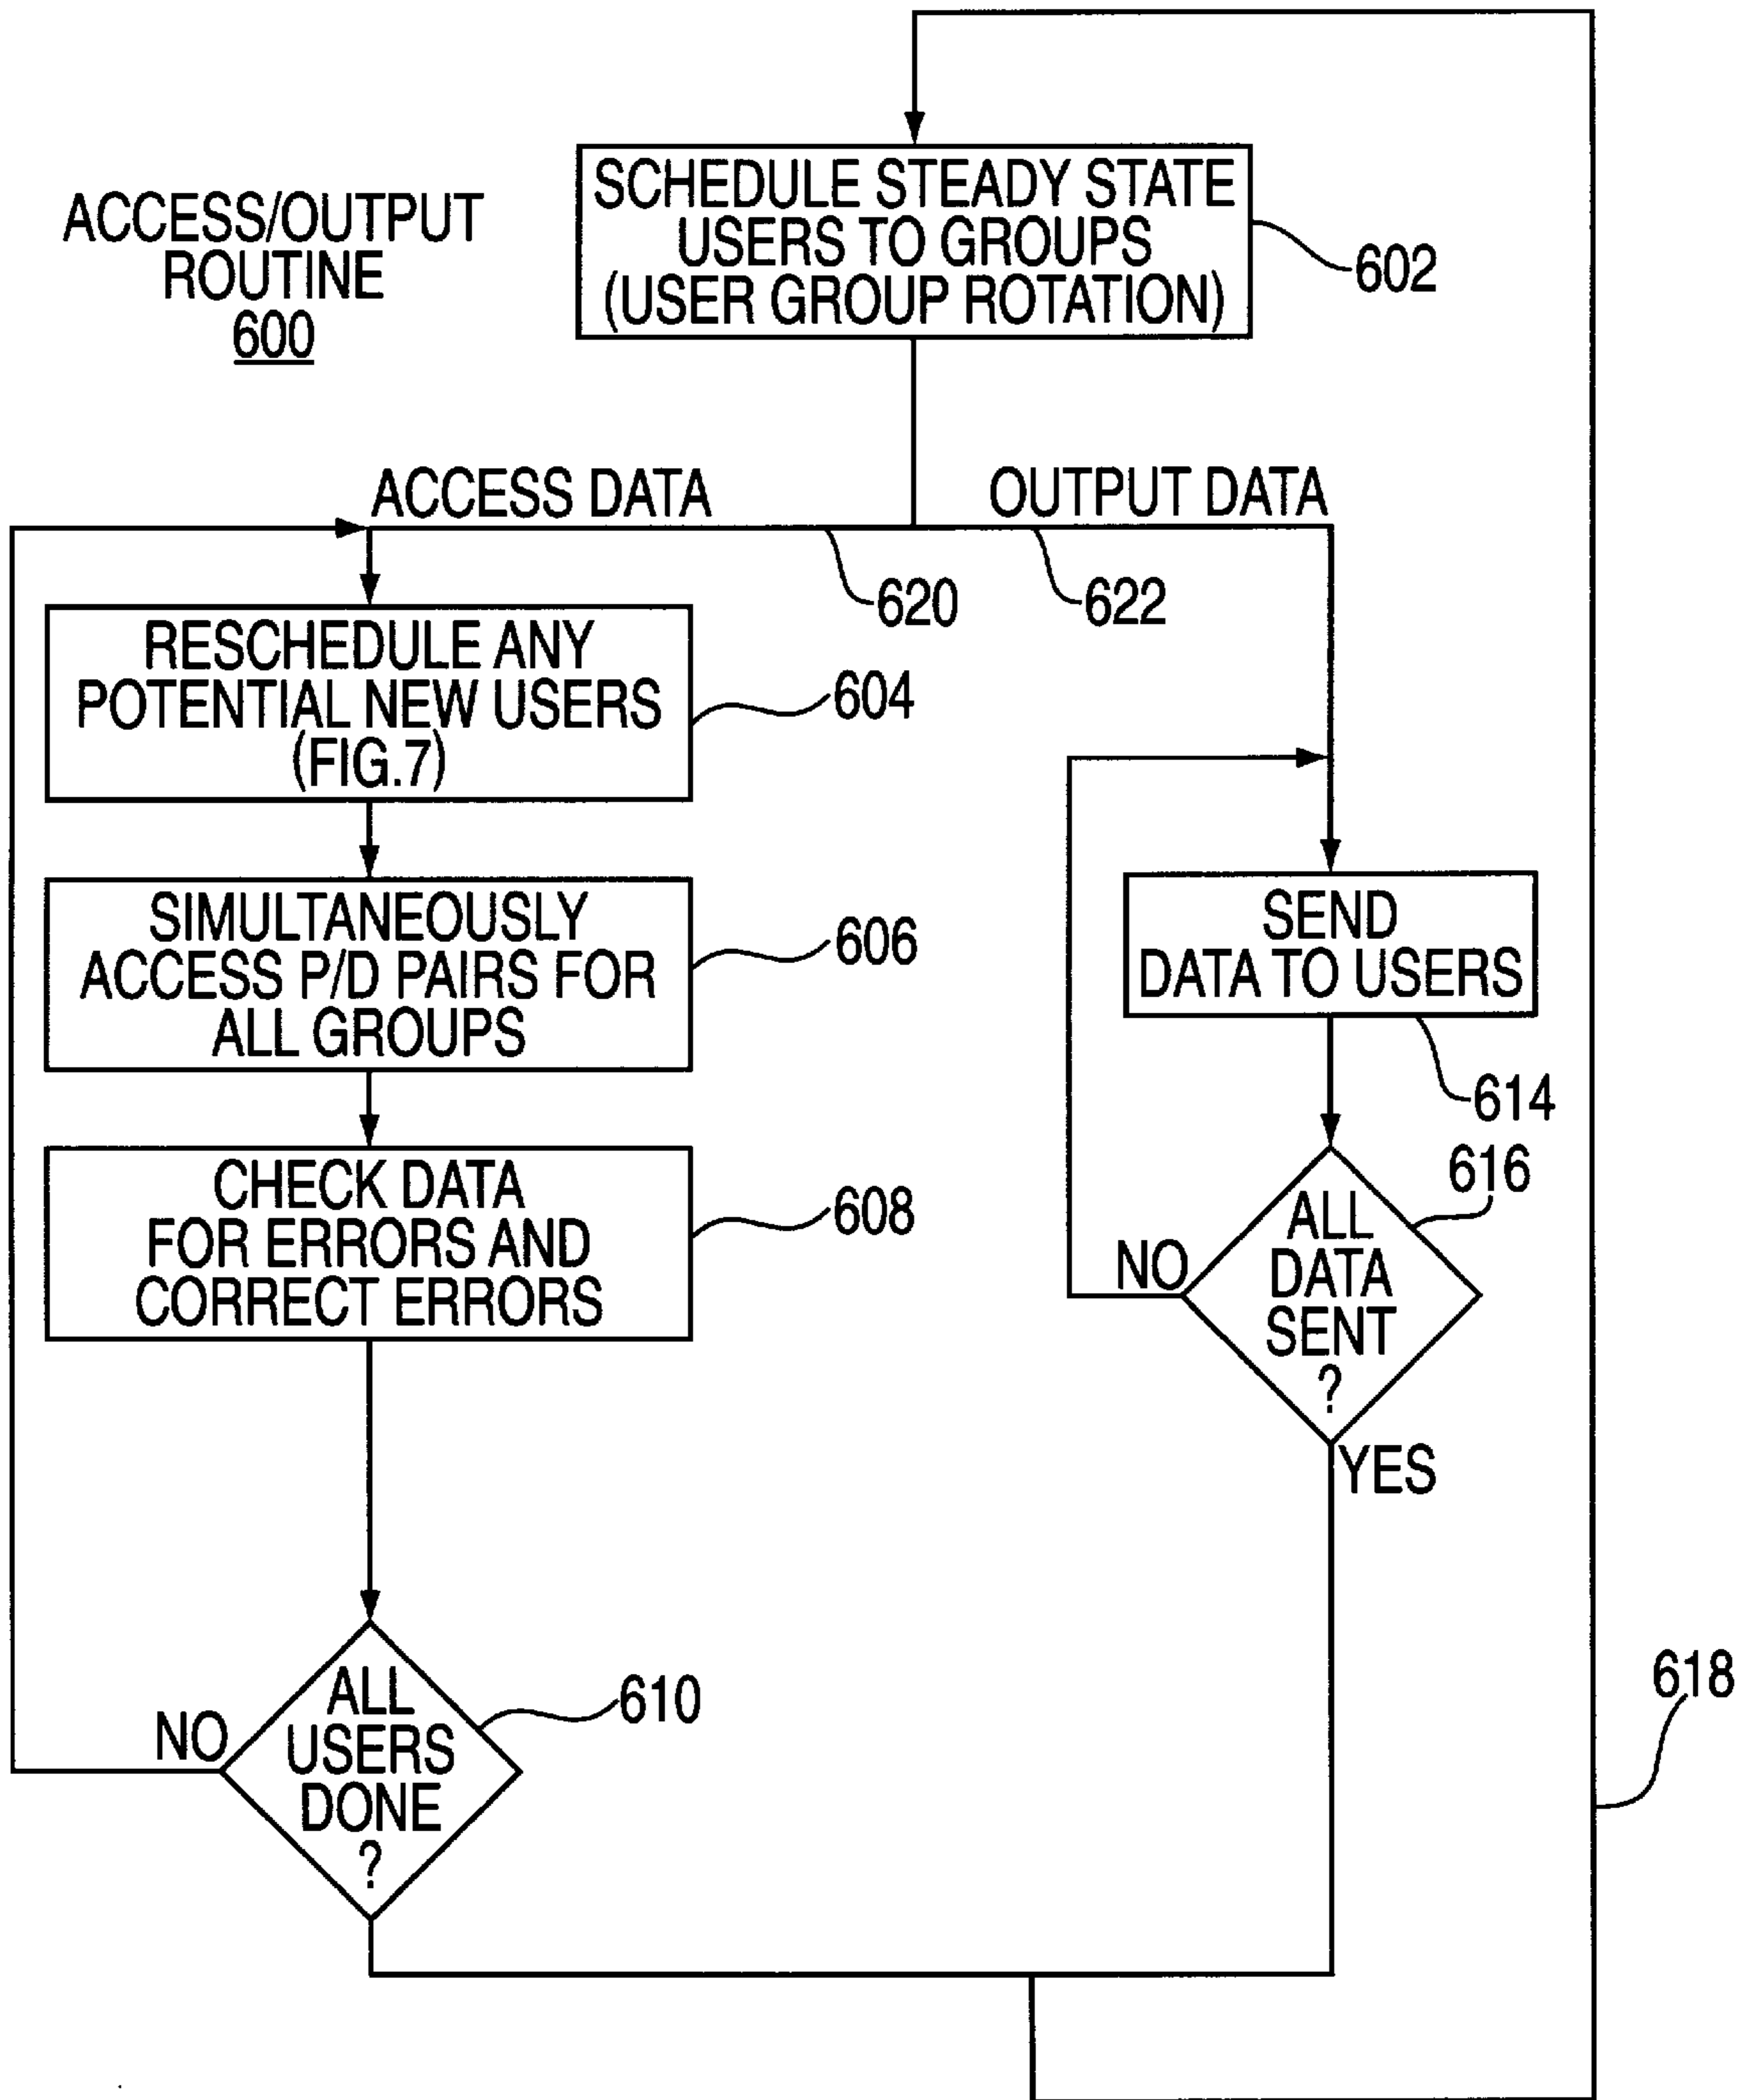 ACCESS/OUTPUT
ROUTINE
600
SCHEDULE STEADY STATE
USERS TO GROUPS
(USER GROUP ROTATION)
602
ACCESS DATA
OUTPUT DATA
620
622
RESCHEDULE ANY
POTENTIAL NEW USERS
(FIG.7)
604
SIMULTANEOUSLY
ACCESS P/D PAIRS FOR
ALL GROUPS
606
SEND
DATA TO USERS
614
CHECK DATA
FOR ERRORS AND
CORRECT ERRORS
608
616
ALL
DATA
SENT
?
NO
YES
ALL
USERS
DONE
?
NO
610
618